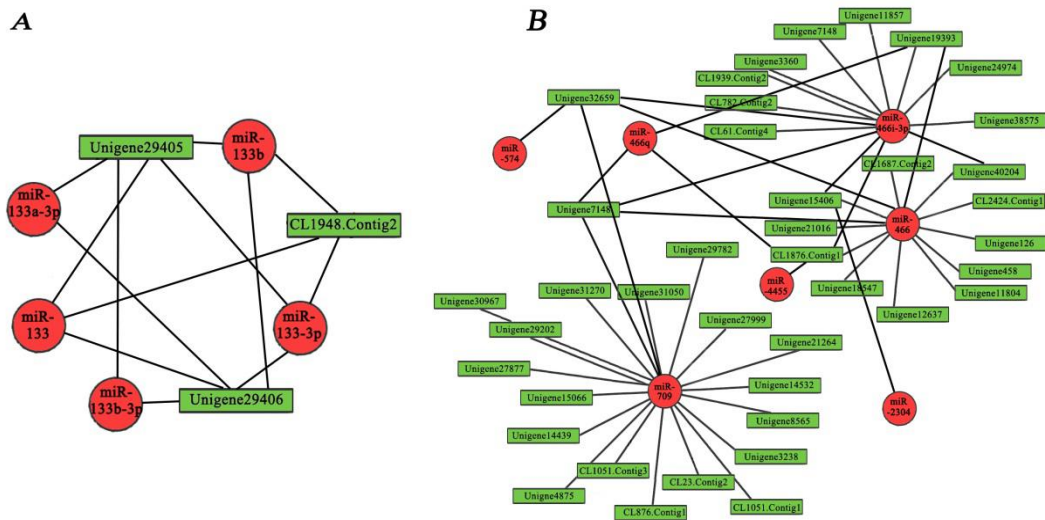 A
Unigene29405
miR-
133b
miR-
133a-3p
CL1948.Contig2
miR-
133
miR-
133-3p
miR-
133b-3p
Unigene29406
B
Unigene11857
Unigene7148
Unigene19393
Unigene3360
Unigene24974
CL1939.Contig2
Unigene32659
CL782.Contig2
miR-
466i-3p
Unigene38575
miR-
466q
CL61.Contig4
miR
-574
CL1687.Contig2
Unigene40204
Unigene15406
CL2424.Contig1
Unigene7148
miR-
466
Unigene21016
Unigene126
CL1876.Contig1
Unigene29782
Unigene458
miR
-4455
Unigene18547
Unigene11804
Unigene31270
Unigene31050
Unigene12637
Unigene30967
Unigene27999
Unigene29202
Unigene21264
Unigene27877
Unigene14532
miR-
709
Unigene15066
miR
-2304
Unigene8565
Unigene14439
Unigene3238
CL1051.Contig3
CL23.Contig2
Unigne4875
CL876.Contig1
CL1051.Contig1